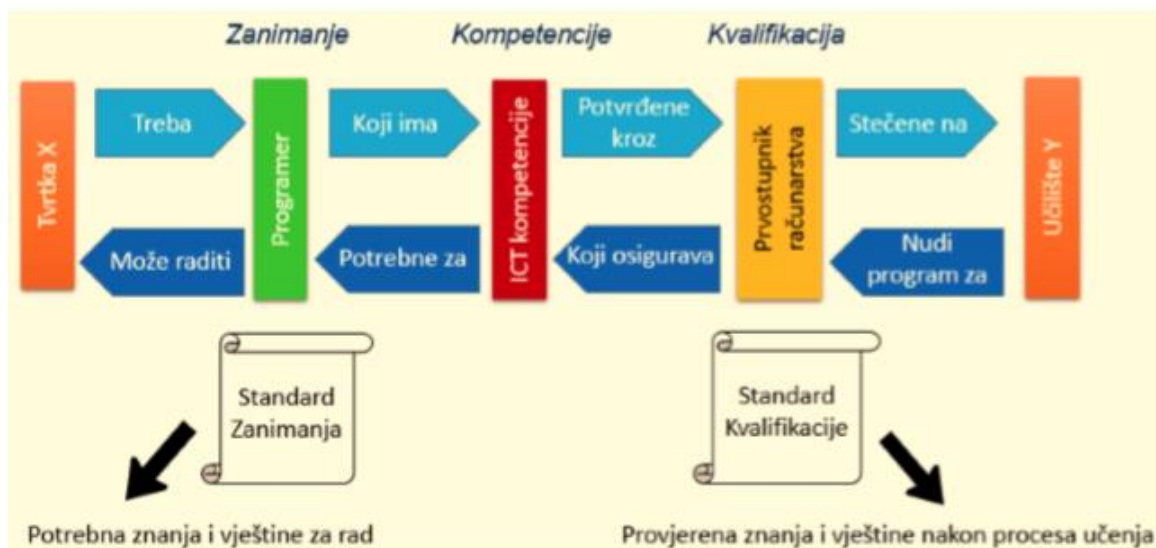 Zanimanje
Kompetencije
Kvalifikacija
Tvrtka X
Treba
Programer
Koji ima
ICT kompetencije
Potvrđene
kroz
Prvostupnik
računarstva
Stečene na
Učilište Y
Može raditi
Potrebne za
Koji osigurava
Nudi
program za
Standard
Zanimanja
Standard
Kvalifikacije
Potrebna znanja i vještine za rad
Provjerena znanja i vještine nakon procesa učenja